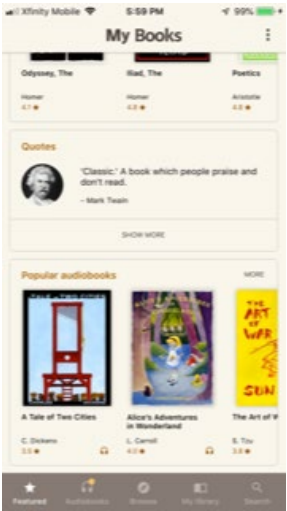 Xfinity Mobile 5:59 PM 99%
My Books
Odyssey, The Iliad, The Poetics
Homer Homer Aristotle
4.1 4.8 4.8
Quotes
'Classic.' A book which people praise and
don't read.
– Mark Twain
SHOW MORE
Popular audiobooks MORE
A TALE OF TWO CITIES
THE
ART
OF
WAR
SUN
A Tale of Two Cities Alice's Adventures The Art of W
in Wonderland
C. Dickens L. Carroll S. Tzu
3.9 4.0 3.9
Featured Audiobooks Browse My library Search